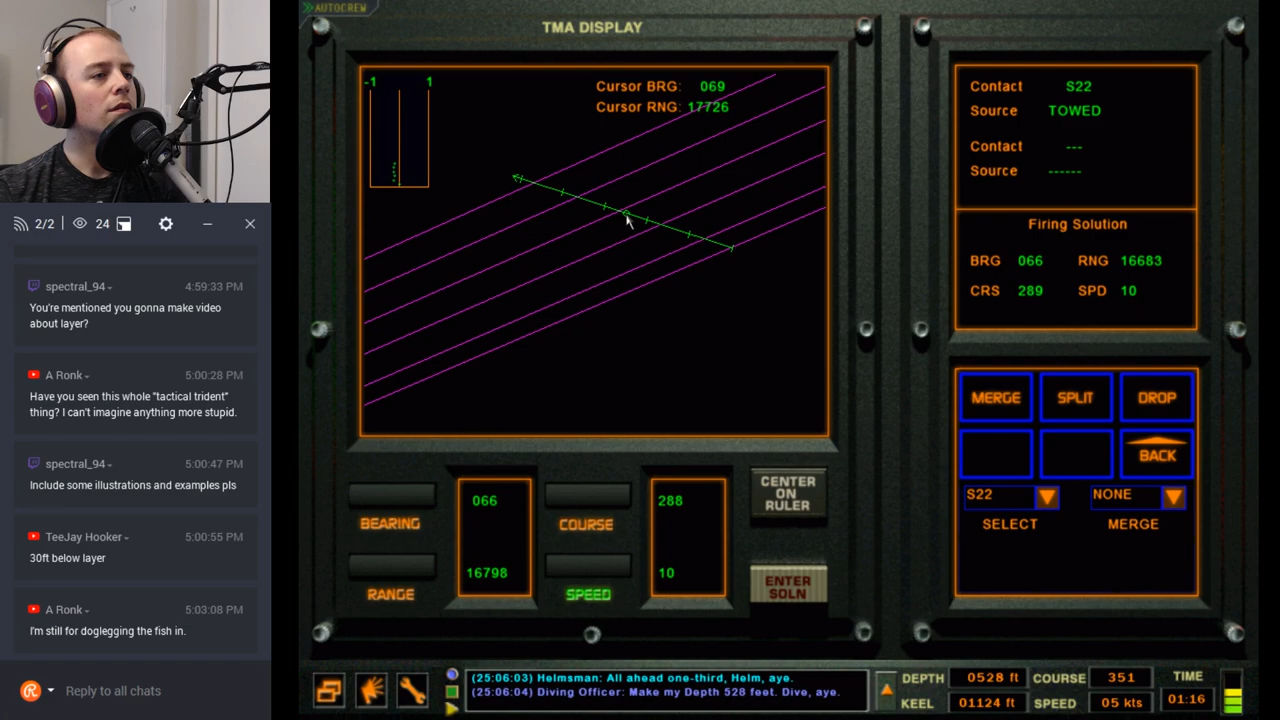 AUTOCREW
TMA DISPLAY
-1 1
Cursor BRG: 069
Cursor RNG: 17726
Contact S22
Source TOWED
Contact ---
Source ------
Firing Solution
BRG 066 RNG 16683
CRS 289 SPD 10
MERGE SPLIT DROP
BACK
S22 NONE
SELECT MERGE
066
BEARING
16798
RANGE
288
COURSE
10
SPEED
CENTER
ON
RULER
ENTER
SOLN
2/2 24
spectral_94 4:59:33 PM
You're mentioned you gonna make video
about layer?
A Ronk 5:00:28 PM
Have you seen this whole "tactical trident"
thing? I can't imagine anything more stupid.
spectral_94 5:00:47 PM
Include some illustrations and examples pls
TeeJay Hooker 5:00:55 PM
30ft below layer
A Ronk 5:03:08 PM
I'm still for doglegging the fish in.
Reply to all chats
(25:06:03) Helmsman: All ahead one-third, Helm, aye.
(25:06:04) Diving Officer: Make my Depth 528 feet. Dive, aye.
DEPTH 0528 ft COURSE 351 TIME
KEEL 01124 ft SPEED 05 kts 01:16